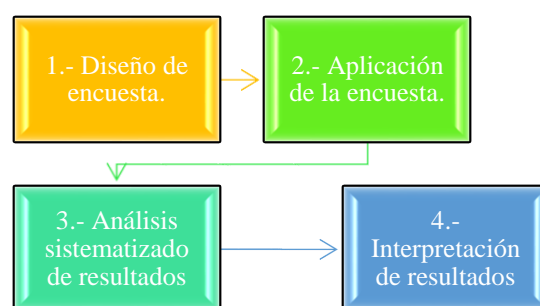 1.- Diseño de
encuesta.
2.- Aplicación
de la encuesta.
3.- Análisis
sistematizado
de resultados
4.-
Interpretación
de resultados